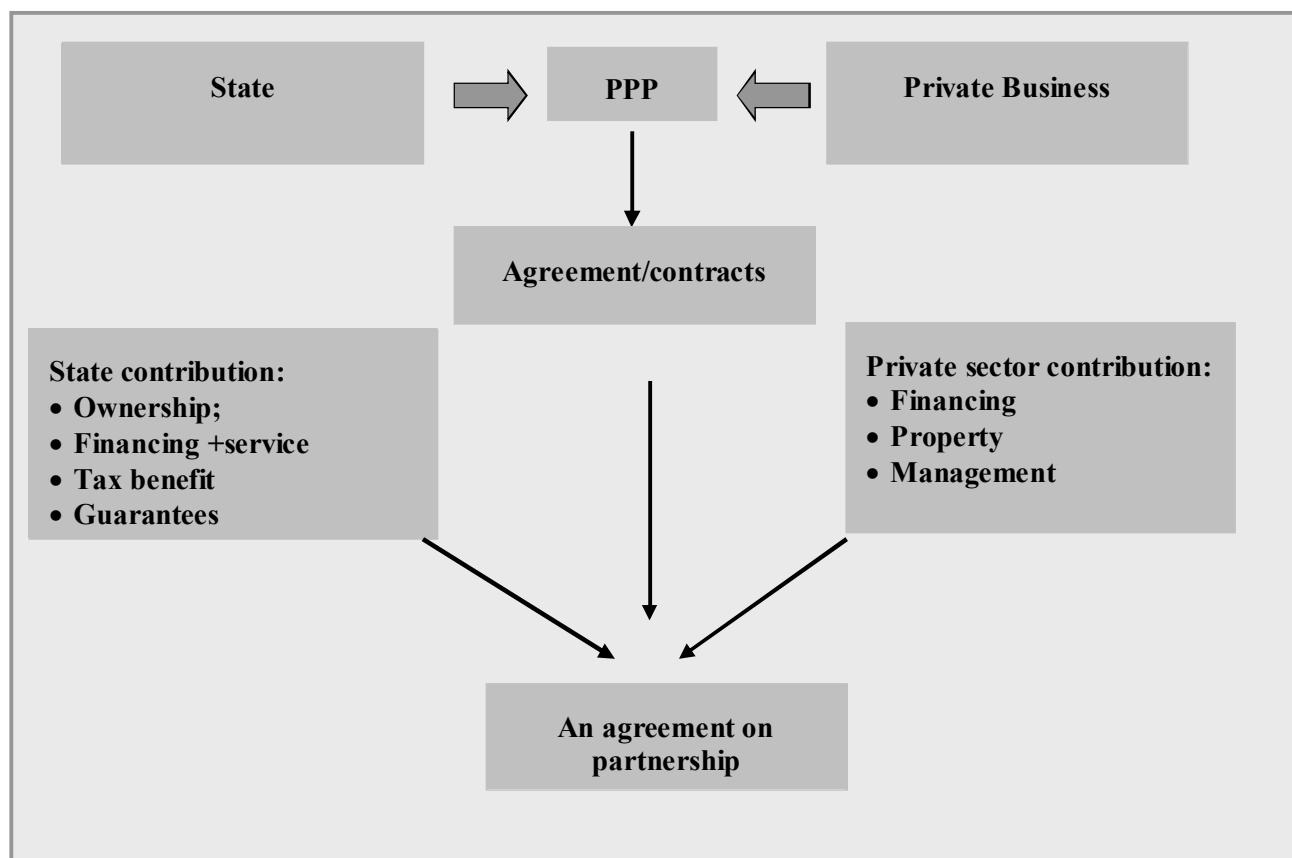 State
PPP
Private Business
Agreement/contracts
State contribution:
• Ownership;
• Financing +service
• Tax benefit
• Guarantees
Private sector contribution:
• Financing
• Property
• Management
An agreement on
partnership